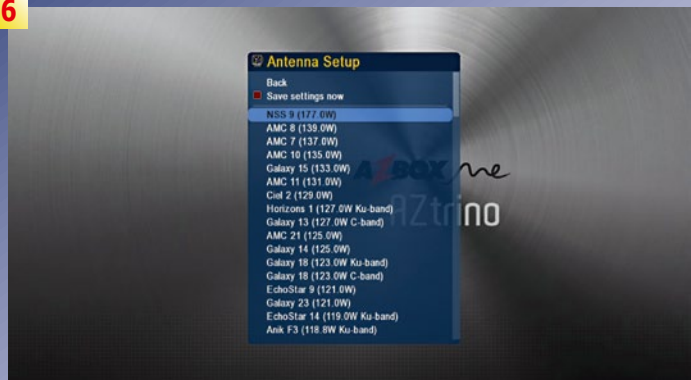 6
Antenna Setup
Back
Save settings now
NSS 9 (177.0W)
AMC 8 (139.0W)
AMC 7 (137.0W)
AMC 10 (135.0W)
Galaxy 15 (133.0W)
AMC 11 (131.0W)
Ciel 2 (129.0W)
Horizons 1 (127.0W Ku-band)
Galaxy 13 (127.0W C-band)
AMC 21 (125.0W)
Galaxy 14 (125.0W)
Galaxy 18 (123.0W Ku-band)
Galaxy 18 (123.0W C-band)
EchoStar 9 (121.0W)
Galaxy 23 (121.0W)
EchoStar 14 (119.0W Ku-band)
Anik F3 (118.8W Ku-band)
AZBOX me
AZtrino